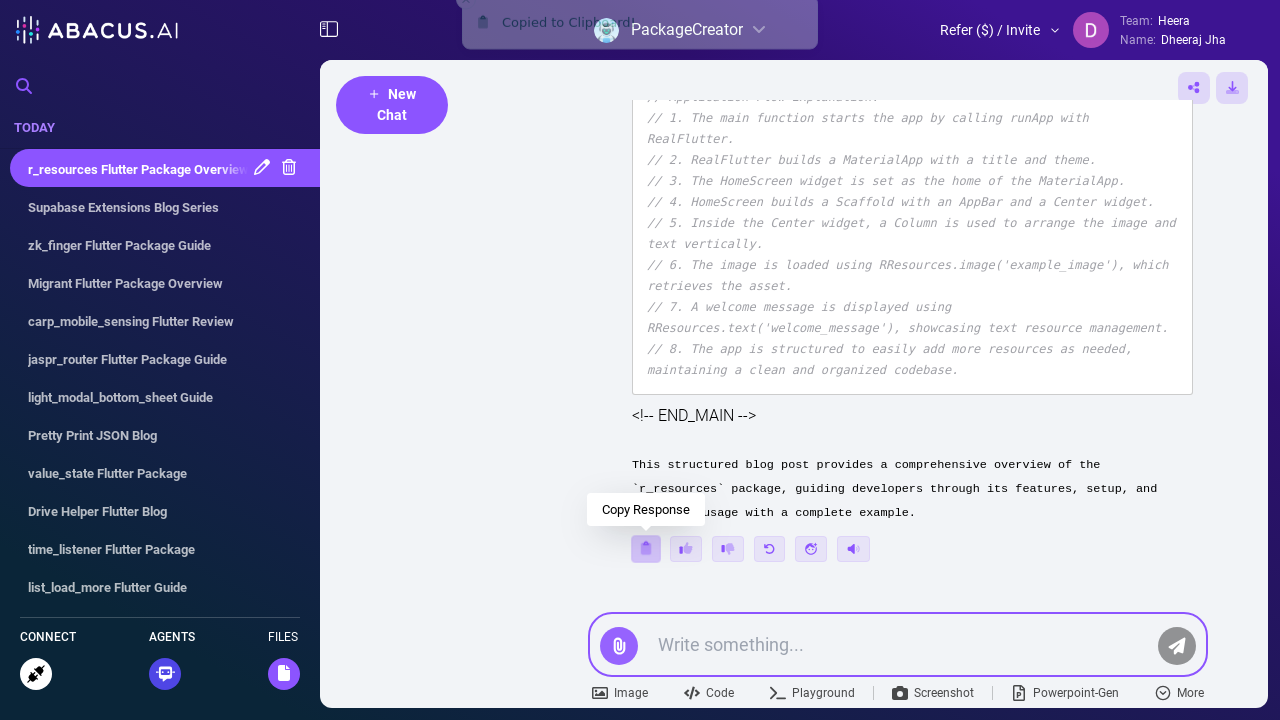 ABACUS.AI
Copied to Clipboard!
PackageCreator
Refer ($) / Invite
D
Team: Heera
Name: Dheeraj Jha
TODAY
r_resources Flutter Package Overview
Supabase Extensions Blog Series
zk_finger Flutter Package Guide
Migrant Flutter Package Overview
carp_mobile_sensing Flutter Review
jaspr_router Flutter Package Guide
light_modal_bottom_sheet Guide
Pretty Print JSON Blog
value_state Flutter Package
Drive Helper Flutter Blog
time_listener Flutter Package
list_load_more Flutter Guide
CONNECT
AGENTS
FILES
+ New
Chat
// Application Flow Explanation:
// 1. The main function starts the app by calling runApp with
RealFlutter.
// 2. RealFlutter builds a MaterialApp with a title and theme.
// 3. The HomeScreen widget is set as the home of the MaterialApp.
// 4. HomeScreen builds a Scaffold with an AppBar and a Center widget.
// 5. Inside the Center widget, a Column is used to arrange the image and
text vertically.
// 6. The image is loaded using RResources.image('example_image'), which
retrieves the asset.
// 7. A welcome message is displayed using
RResources.text('welcome_message'), showcasing text resource management.
// 8. The app is structured to easily add more resources as needed,
maintaining a clean and organized codebase.
<!-- END_MAIN -->
This structured blog post provides a comprehensive overview of the
`r_resources` package, guiding developers through its features, setup, and
usage with a complete example.
Copy Response
Write something...
Image
Code
Playground
Screenshot
Powerpoint-Gen
More